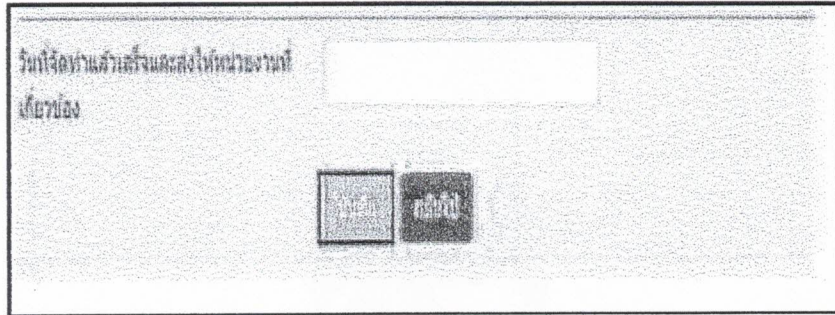 วันที่จัดทำแล้วเสร็จและส่งให้หน่วยงานที่
เกี่ยวข้อง